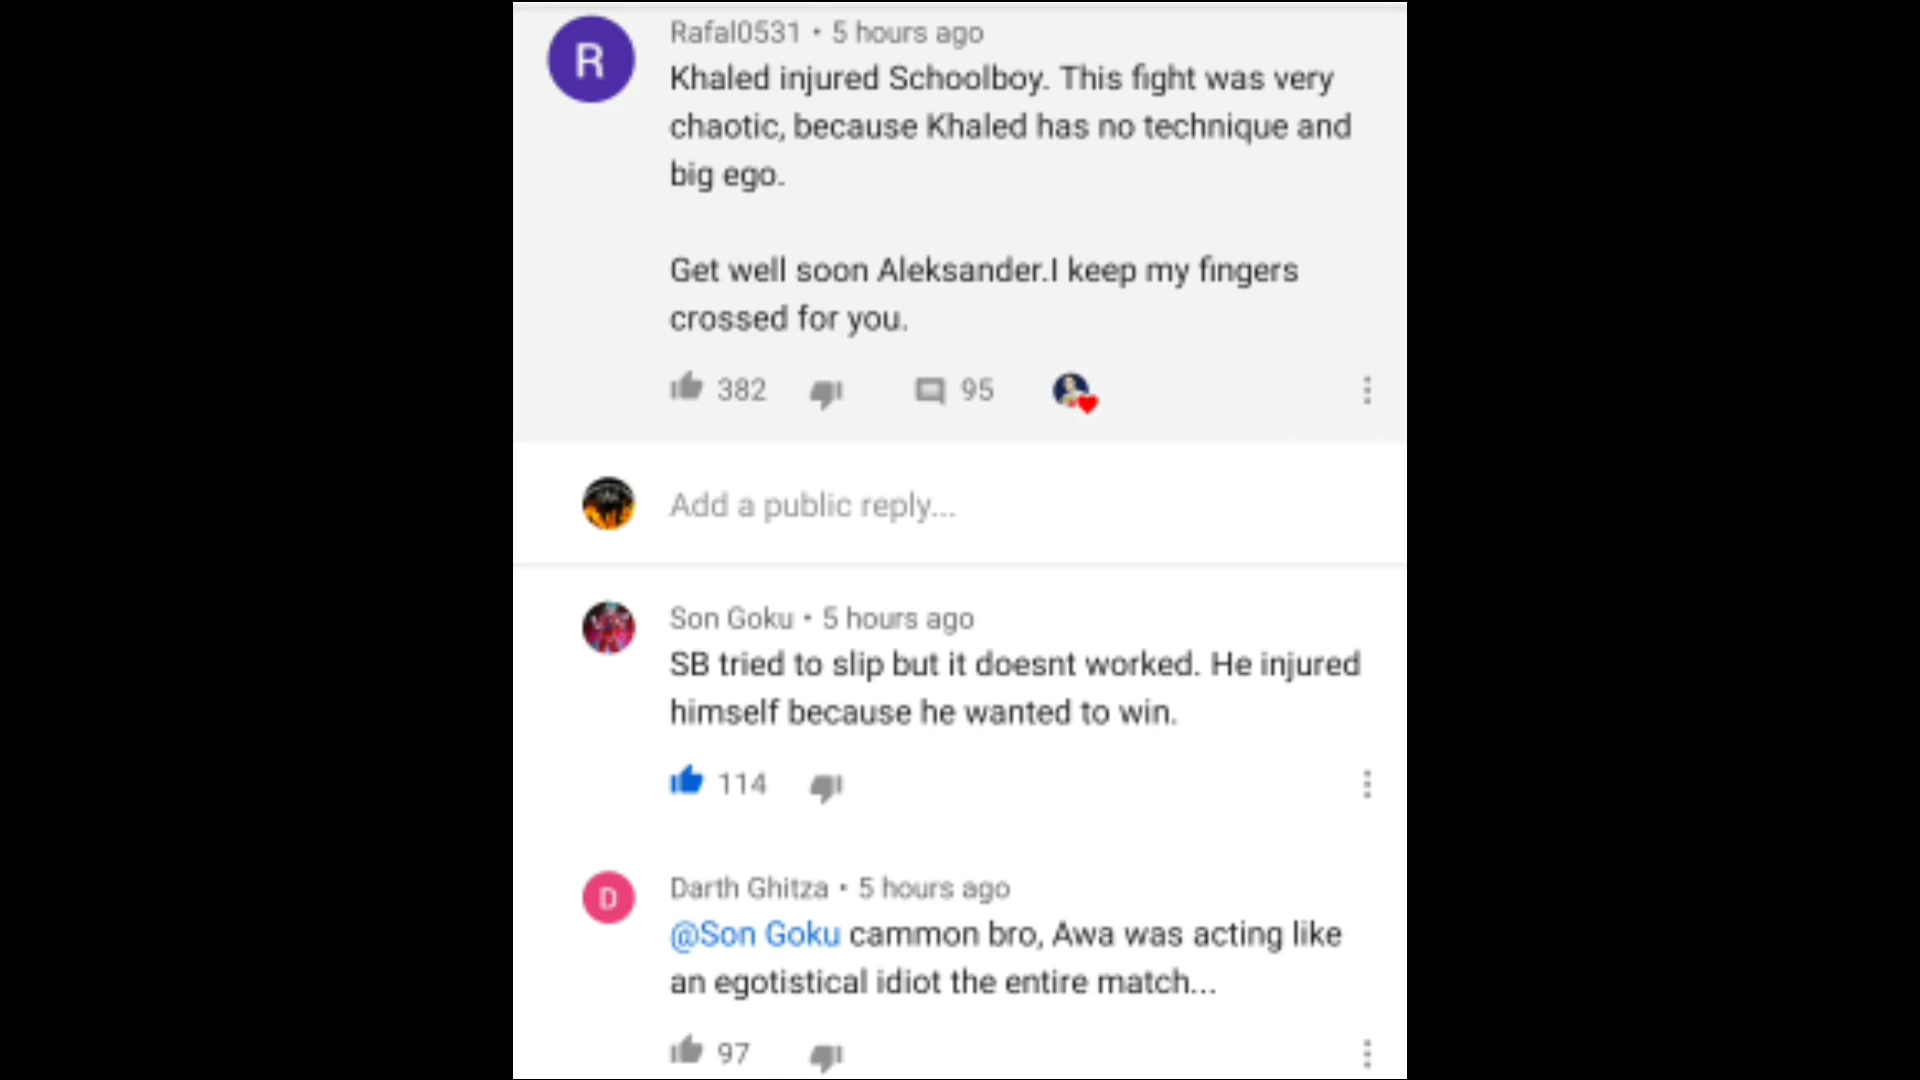 R
Rafal0531 • 5 hours ago
Khaled injured Schoolboy. This fight was very
chaotic, because Khaled has no technique and
big ego.
Get well soon Aleksander.I keep my fingers
crossed for you.
382 95
Add a public reply...
Son Goku • 5 hours ago
SB tried to slip but it doesnt worked. He injured
himself because he wanted to win.
114
D
Darth Ghitza • 5 hours ago
@Son Goku cammon bro, Awa was acting like
an egotistical idiot the entire match...
97